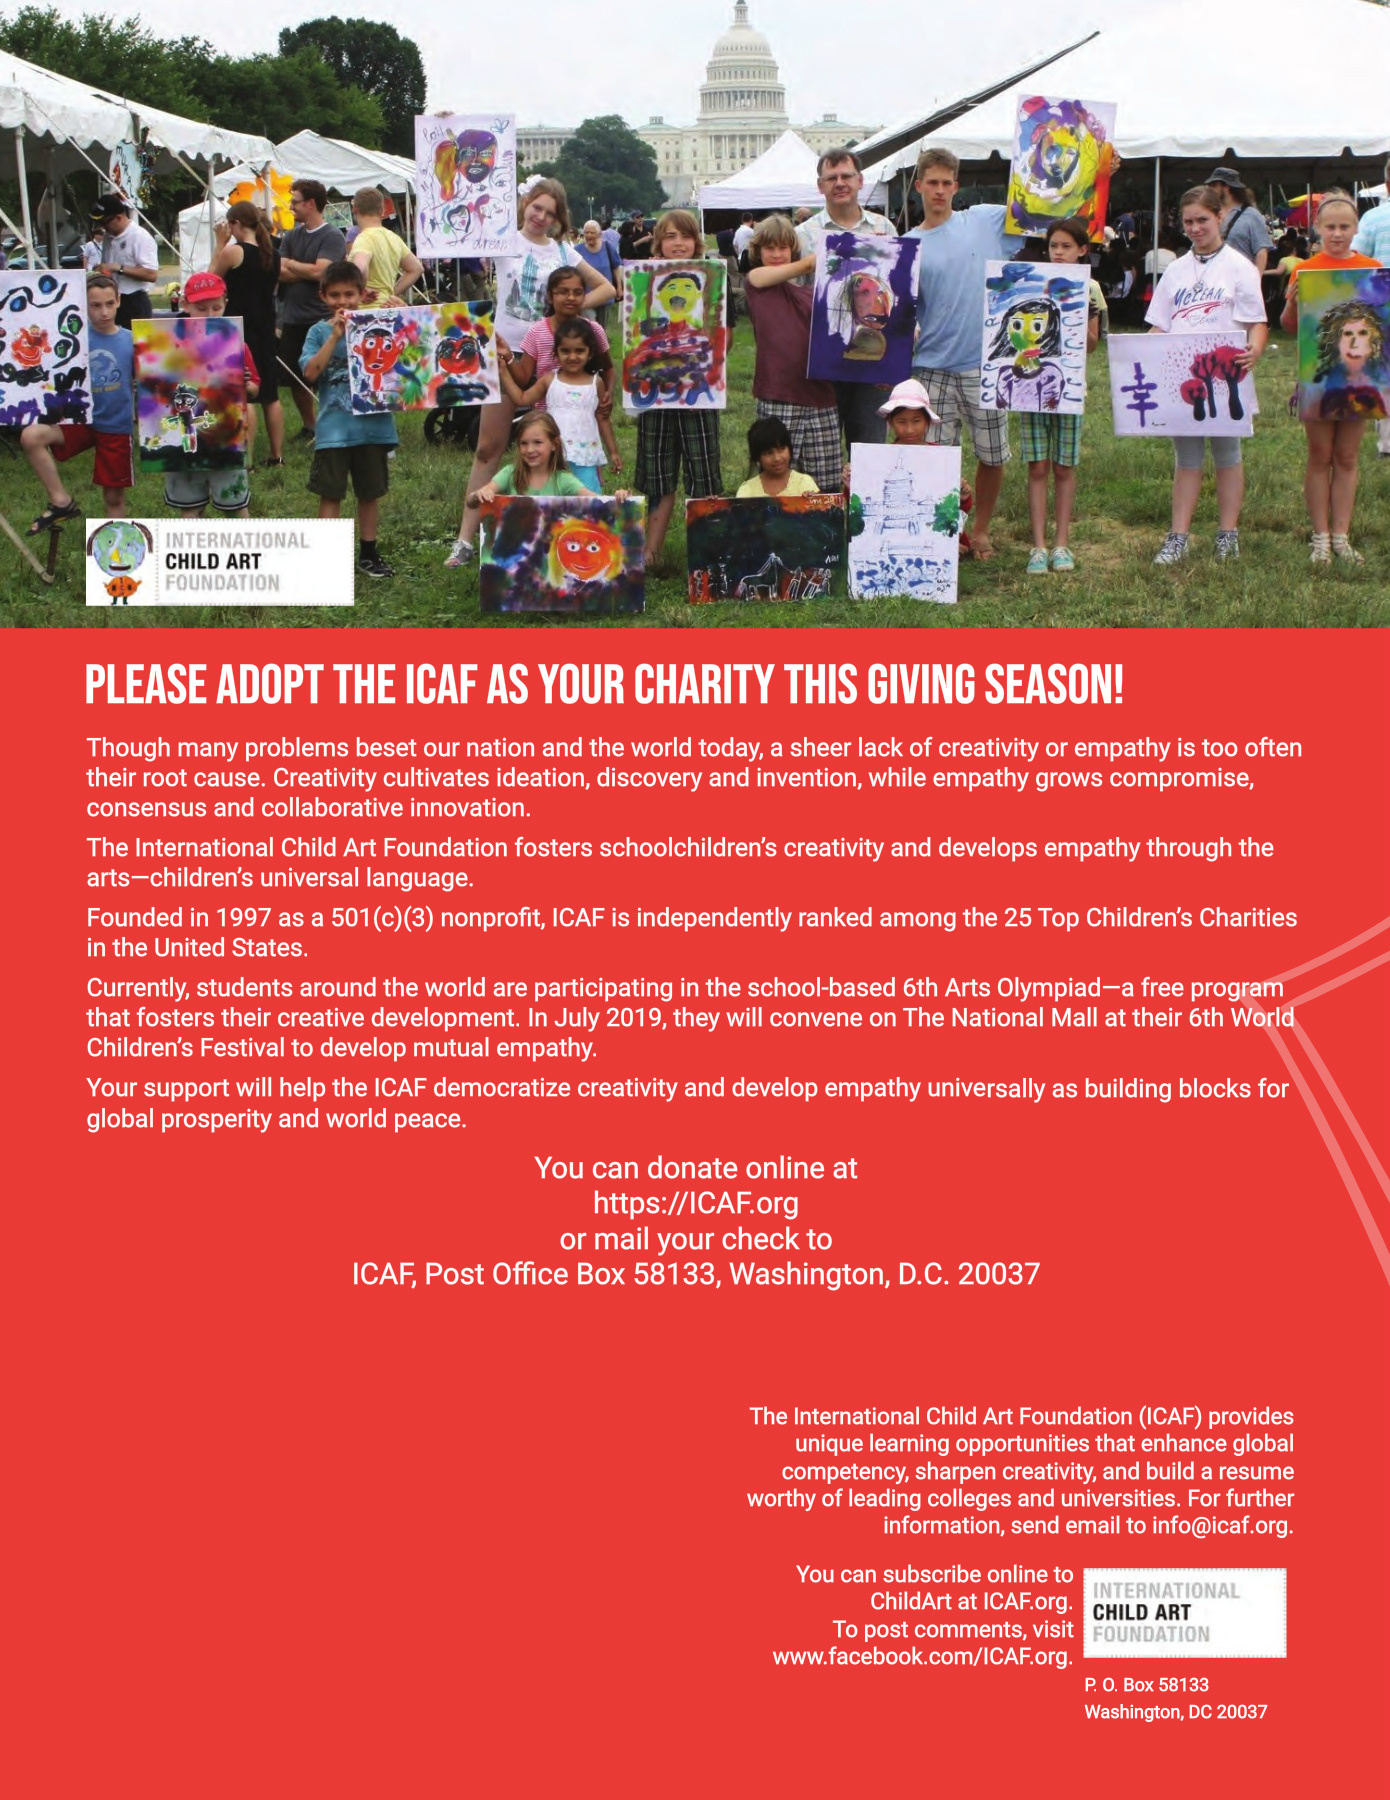 INTERNATIONAL
CHILD ART
FOUNDATION
PLEASE ADOPT THE ICAF AS YOUR CHARITY THIS GIVING SEASON!
Though many problems beset our nation and the world today, a sheer lack of creativity or empathy is too often
their root cause. Creativity cultivates ideation, discovery and invention, while empathy grows compromise,
consensus and collaborative innovation.
The International Child Art Foundation fosters schoolchildren’s creativity and develops empathy through the
arts—children’s universal language.
Founded in 1997 as a 501(c)(3) nonprofit, ICAF is independently ranked among the 25 Top Children’s Charities
in the United States.
Currently, students around the world are participating in the school-based 6th Arts Olympiad—a free program
that fosters their creative development. In July 2019, they will convene on The National Mall at their 6th World
Children’s Festival to develop mutual empathy.
Your support will help the ICAF democratize creativity and develop empathy universally as building blocks for
global prosperity and world peace.
You can donate online at
https://ICAF.org
or mail your check to
ICAF, Post Office Box 58133, Washington, D.C. 20037
The International Child Art Foundation (ICAF) provides
unique learning opportunities that enhance global
competency, sharpen creativity, and build a resume
worthy of leading colleges and universities. For further
information, send email to info@icaf.org.
You can subscribe online to
ChildArt at ICAF.org.
To post comments, visit
www.facebook.com/ICAF.org.
INTERNATIONAL
CHILD ART
FOUNDATION
P. O. Box 58133
Washington, DC 20037